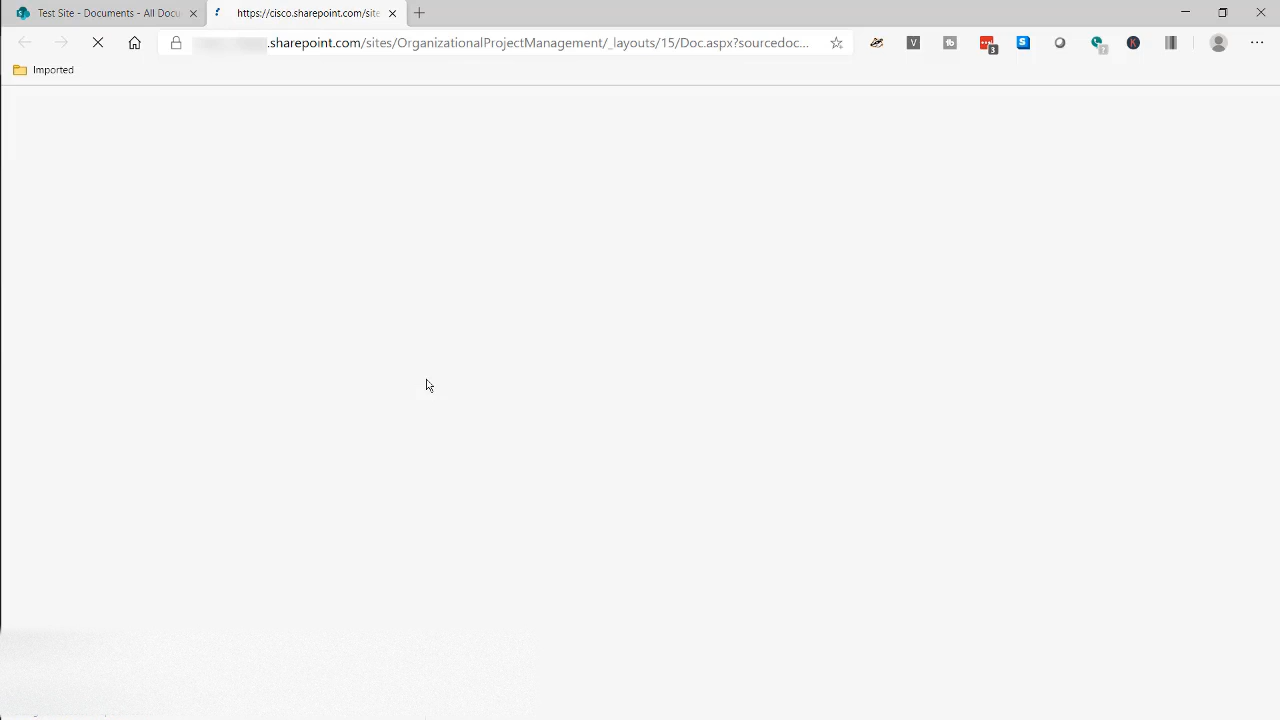 Test Site - Documents - All Docu
https://cisco.sharepoint.com/site
.sharepoint.com/sites/OrganizationalProjectManagement/_layouts/15/Doc.aspx?sourcedoc...
V
3
S
?
K
Imported